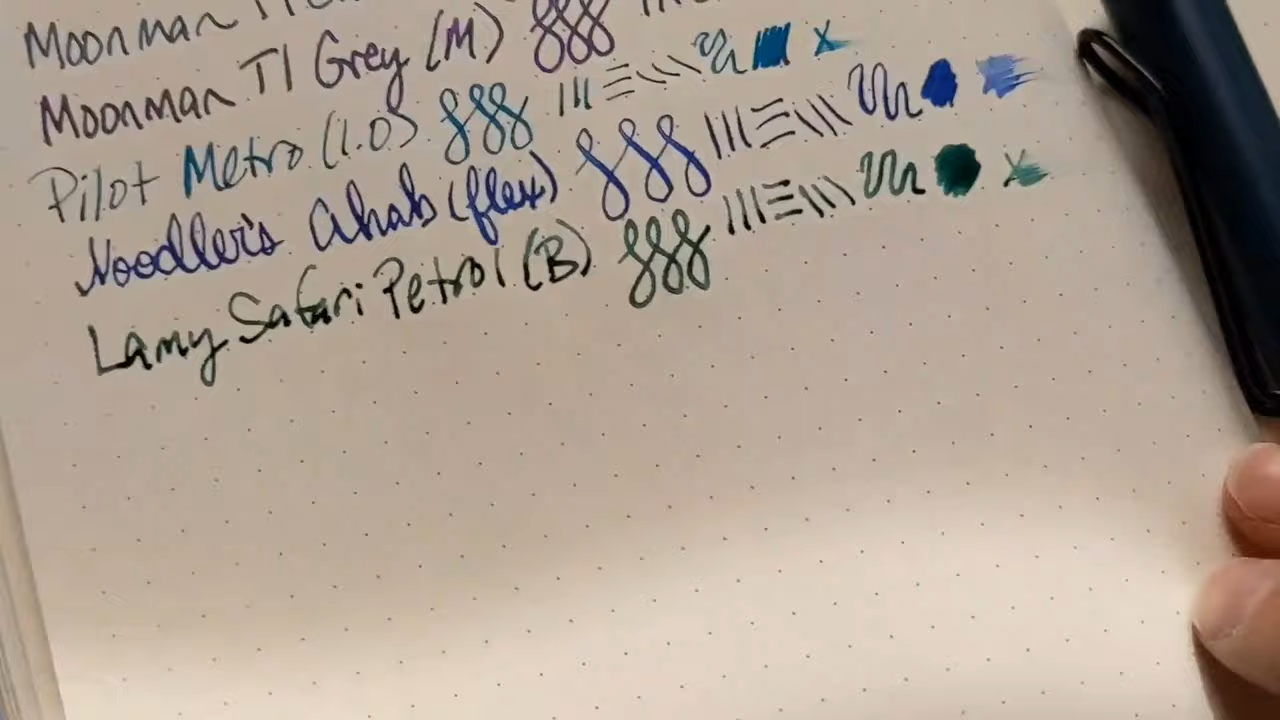 Moonman
Moonman T1 Grey (M)
Pilot Metro (1.0)
Noodler's Ahab (flex)
Lamy Safari Petrol (B)